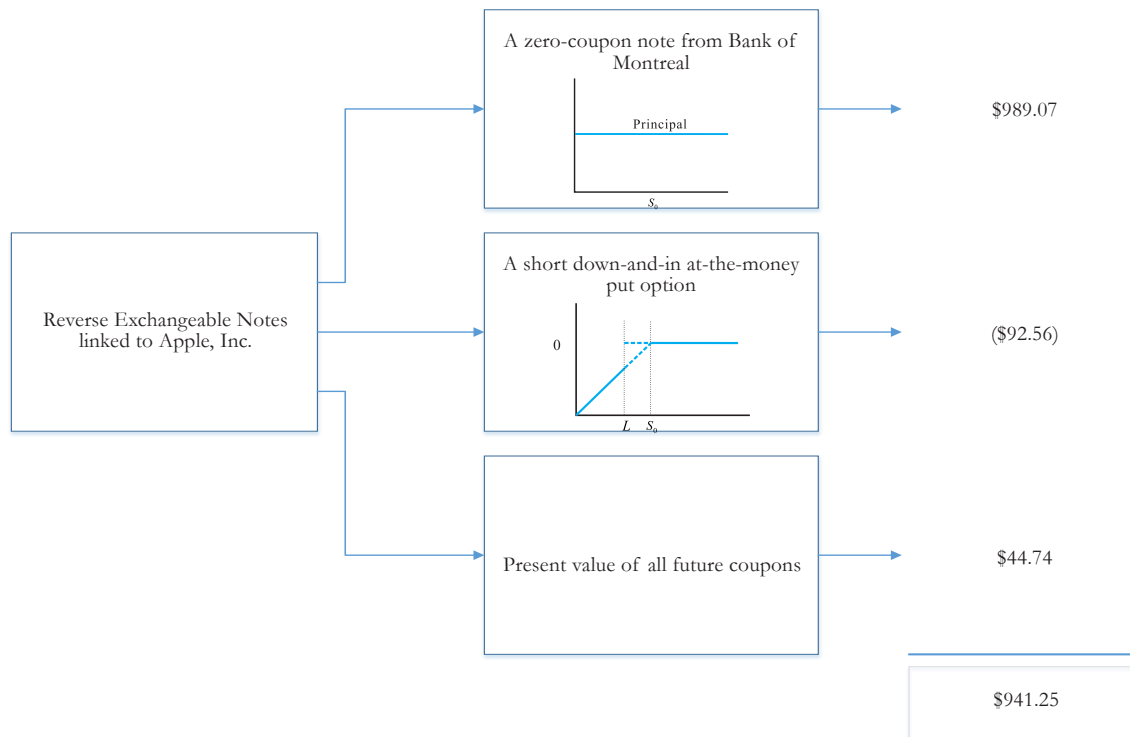 A zero-coupon note from Bank of
Montreal
Principal
S₀
$989.07
Reverse Exchangeable Notes
linked to Apple, Inc.
A short down-and-in at-the-money
put option
0
L S₀
($92.56)
Present value of all future coupons
$44.74
$941.25